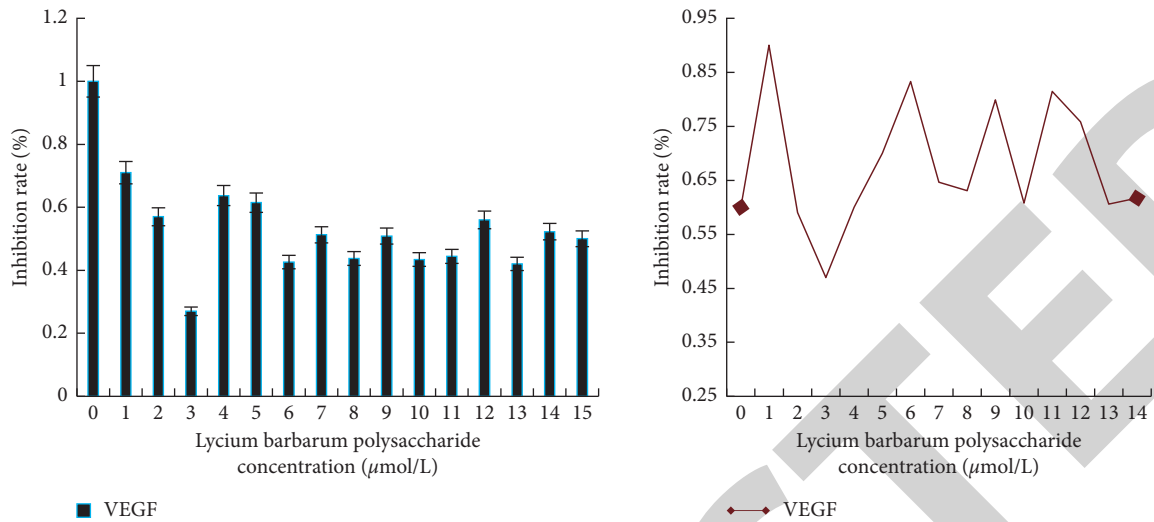 Inhibition rate (%)
1.2
1
0.8
0.6
0.4
0.2
0
0 1 2 3 4 5 6 7 8 9 10 11 12 13 14 15
Lycium barbarum polysaccharide
concentration (μmol/L)
VEGF
Inhibition rate (%)
0.95
0.85
0.75
0.65
0.55
0.45
0.35
0.25
0 1 2 3 4 5 6 7 8 9 10 11 12 13 14
Lycium barbarum polysaccharide
concentration (μmol/L)
VEGF